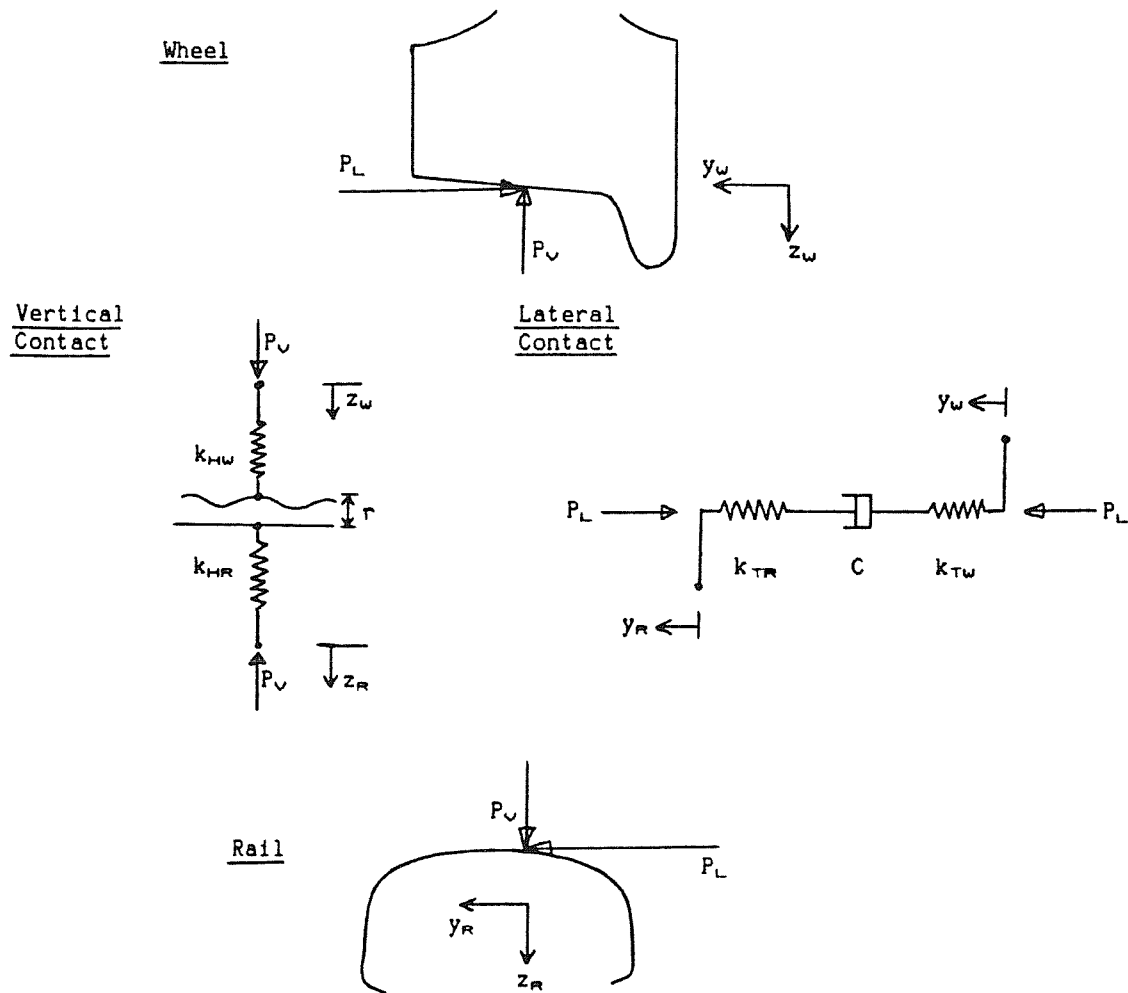 Wheel
P_L
P_V
y_W
z_W
Vertical
Contact
P_V
z_W
k_HW
r
k_HR
P_V
z_R
Lateral
Contact
y_W
P_L
k_TR
C
k_TW
P_L
y_R
Rail
P_V
P_L
y_R
z_R